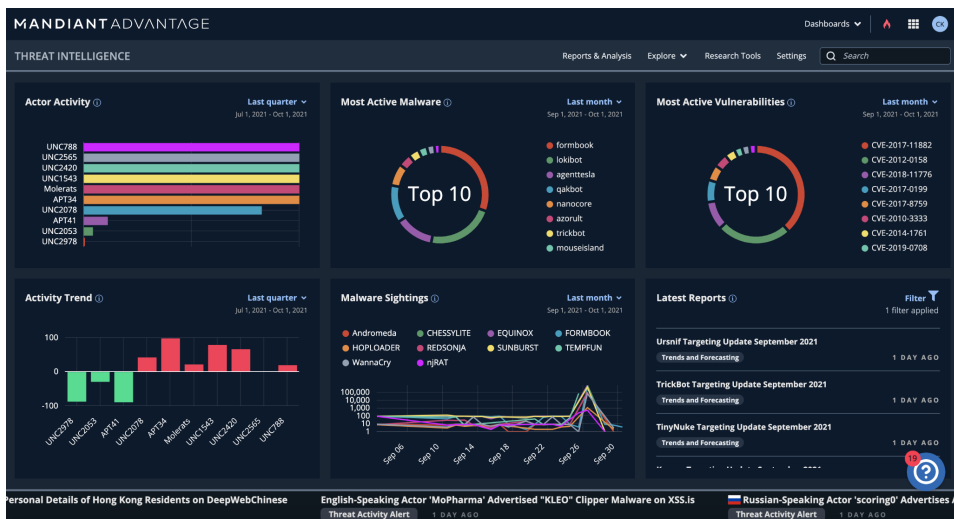 MANDIANT ADVANTAGE
Dashboards
CK
THREAT INTELLIGENCE
Reports & Analysis
Explore
Research Tools
Settings
Search
Actor Activity
Last quarter
Jul 1, 2021 - Oct 1, 2021
UNC788
UNC2565
UNC2420
UNC1543
Molerats
APT34
UNC2078
APT41
UNC2053
UNC2978
Most Active Malware
Last month
Sep 1, 2021 - Oct 1, 2021
Top 10
formbook
lokibot
agenttesla
qakbot
nanocore
azorult
trickbot
mouseisland
Most Active Vulnerabilities
Last month
Sep 1, 2021 - Oct 1, 2021
Top 10
CVE-2017-11882
CVE-2012-0158
CVE-2018-11776
CVE-2017-0199
CVE-2017-8759
CVE-2010-3333
CVE-2014-1761
CVE-2019-0708
Activity Trend
Last quarter
Jul 1, 2021 - Oct 1, 2021
100
0
-100
UNC2978
UNC2053
APT41
UNC2078
APT34
Molerats
UNC1543
UNC2420
UNC2565
UNC788
Malware Sightings
Last month
Sep 1, 2021 - Oct 1, 2021
Andromeda
CHESSYLITE
EQUINOX
FORMBOOK
HOPLOADER
REDSONJA
SUNBURST
TEMPFUN
WannaCry
njRAT
100,000
10,000
1,000
100
10
1
Sep 06
Sep 10
Sep 14
Sep 18
Sep 22
Sep 26
Sep 30
Latest Reports
Filter
1 filter applied
Ursnif Targeting Update September 2021
Trends and Forecasting
1 DAY AGO
TrickBot Targeting Update September 2021
Trends and Forecasting
1 DAY AGO
TinyNuke Targeting Update September 2021
Trends and Forecasting
1 DAY AGO
19
?
Personal Details of Hong Kong Residents on DeepWebChinese
English-Speaking Actor 'MoPharma' Advertised "KLEO" Clipper Malware on XSS.is
Threat Activity Alert
1 DAY AGO
Russian-Speaking Actor 'scoring0' Advertises
Threat Activity Alert
1 DAY AGO